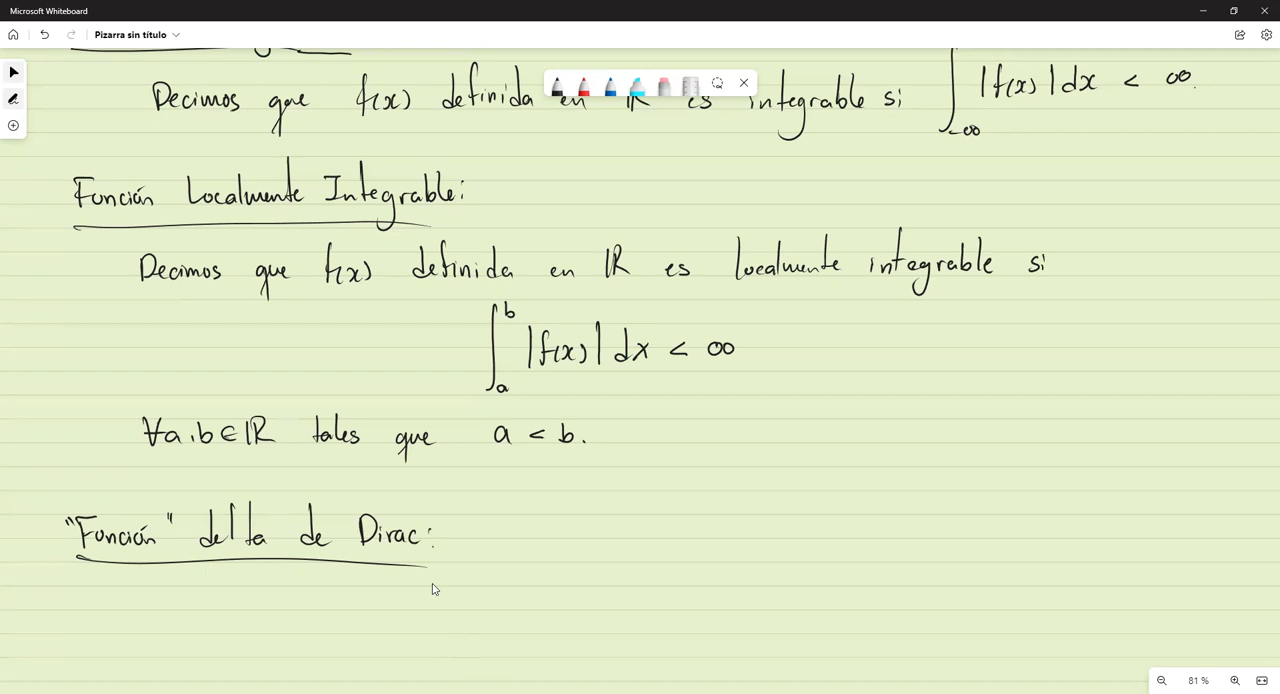 Microsoft Whiteboard
Pizarra sin título
Decimos que f(x) definida en ℝ es integrable si ∫_{-∞} |f(x)|dx < ∞.
Función Localmente Integrable:
Decimos que f(x) definida en ℝ es localmente integrable si
∫_a^b |f(x)| dx < ∞
∀a,b∈ℝ tales que a < b.
"Función" delta de Dirac:
81 %